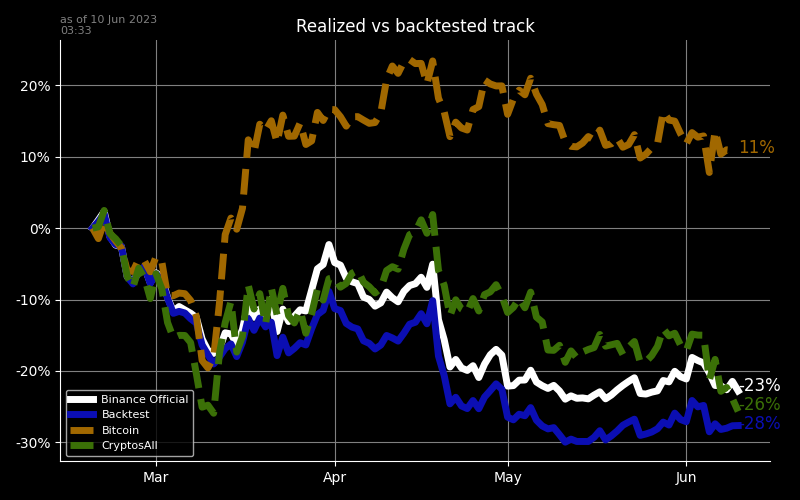 as of 10 Jun 2023
03:33
Realized vs backtested track
20%
10%
0%
-10%
-20%
-30%
11%
-23%
-26%
-28%
Binance Official
Backtest
Bitcoin
CryptosAll
Mar
Apr
May
Jun